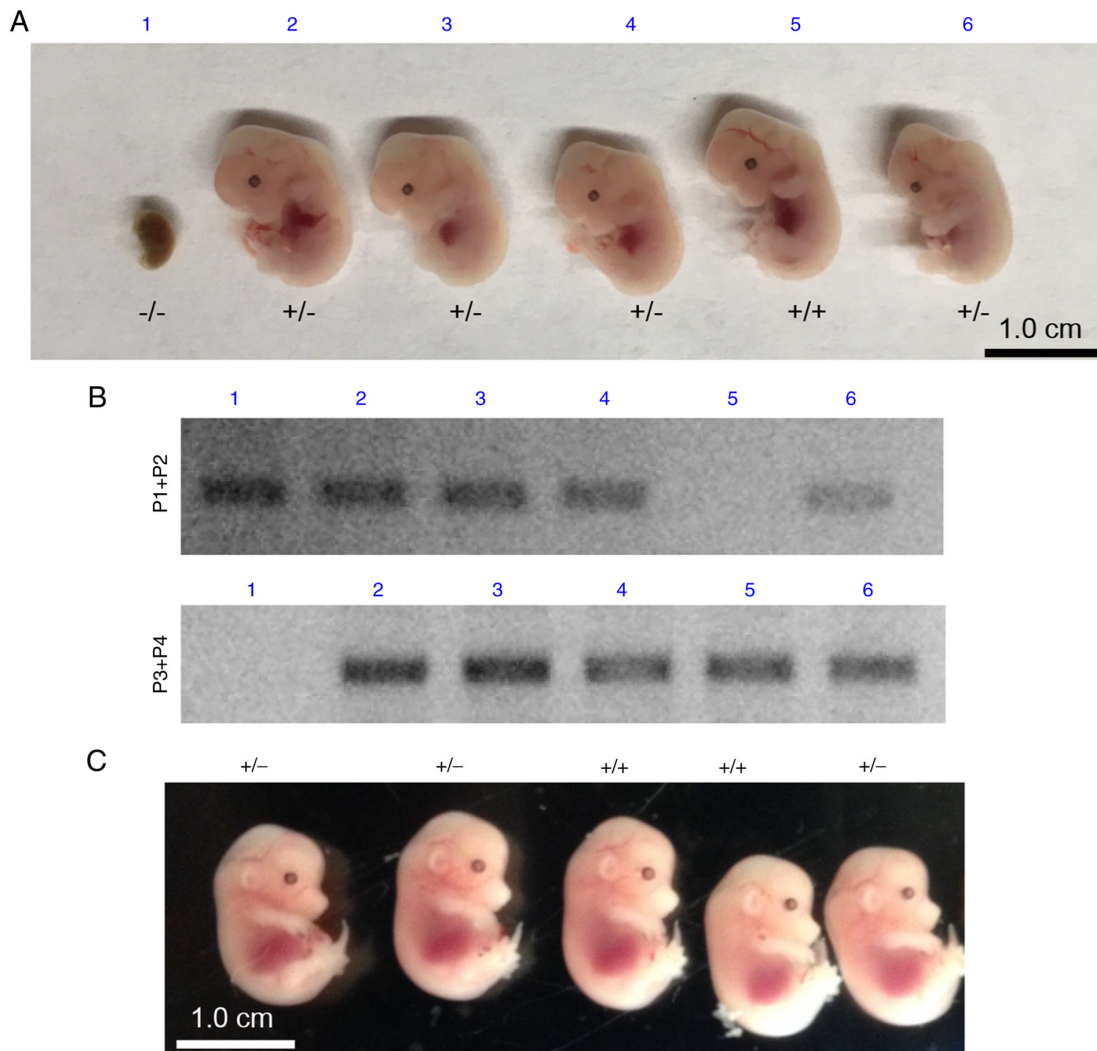 A
1 2 3 4 5 6
-/- +/- +/- +/- +/+ +/-
1.0 cm
B
1 2 3 4 5 6
P1+P2
1 2 3 4 5 6
P3+P4
C
+/– +/– +/+ +/+ +/–
1.0 cm